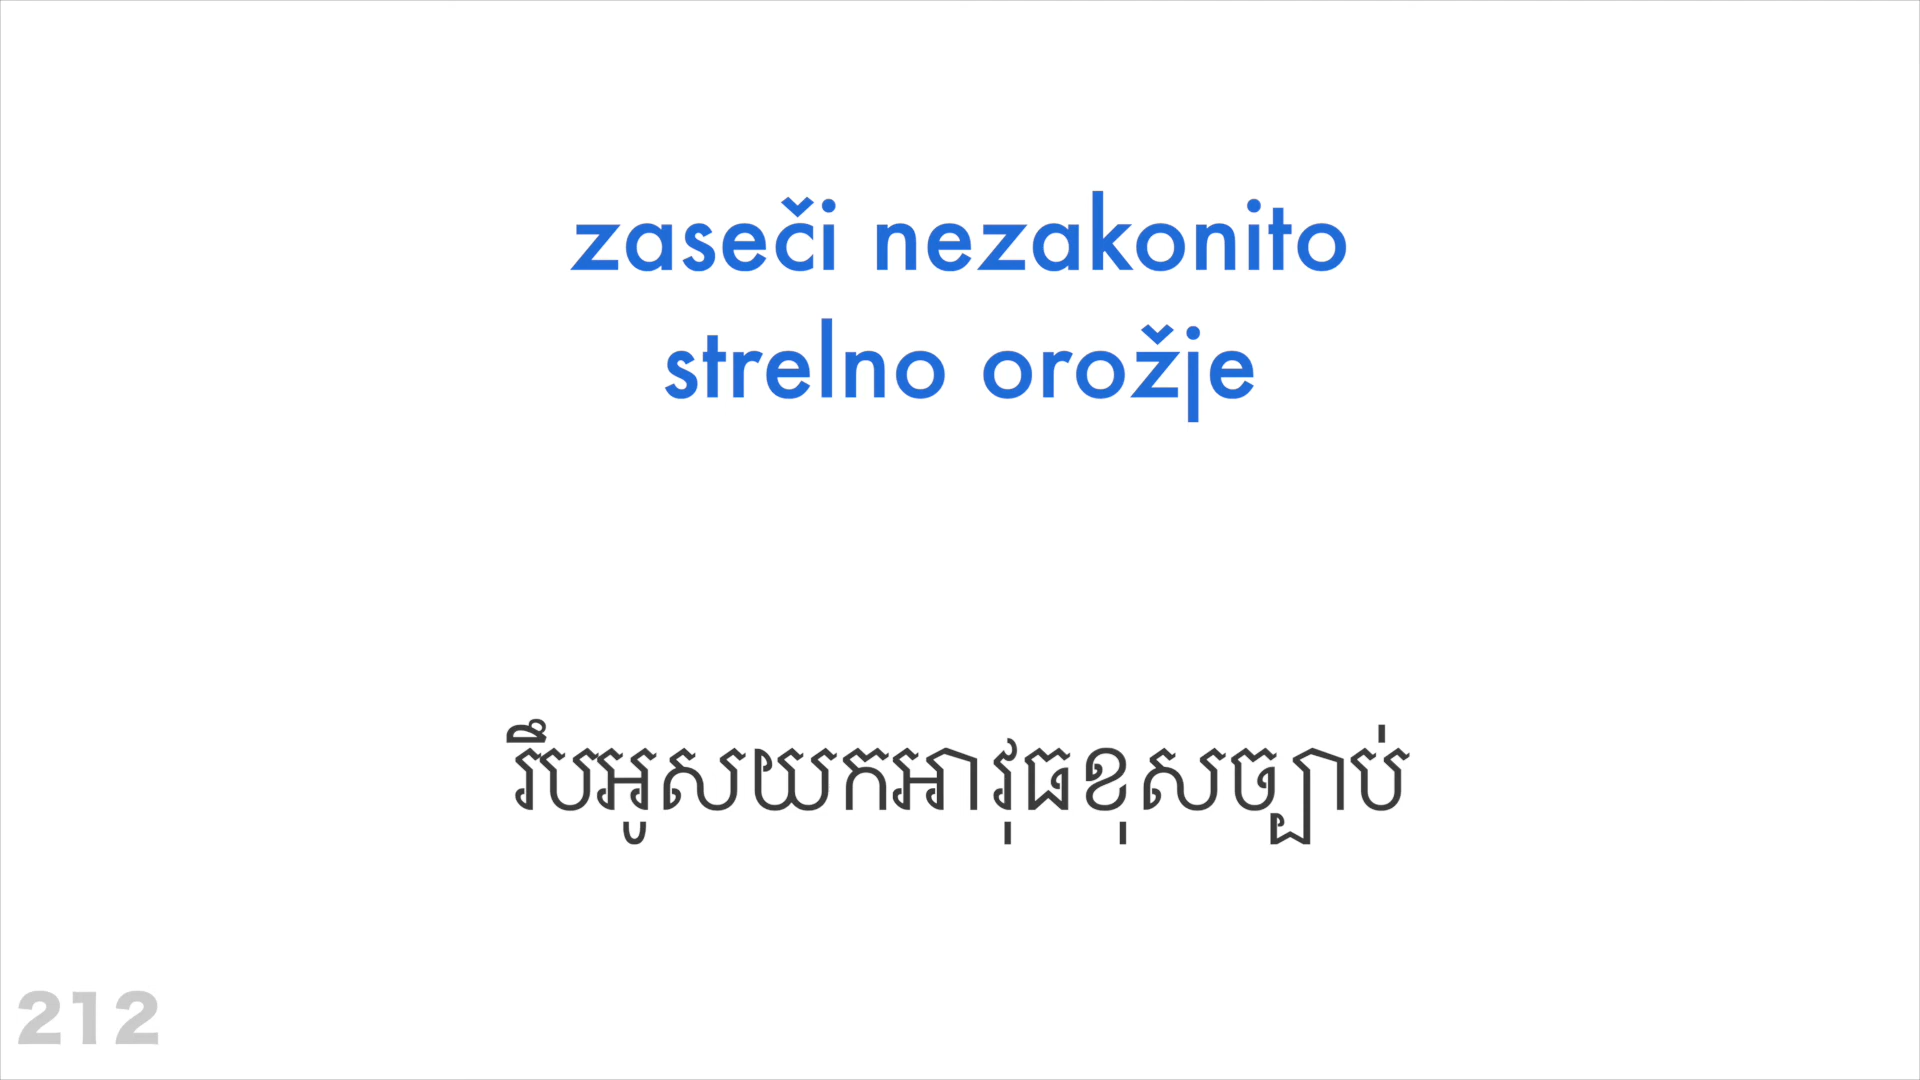 zaseči nezakonito
strelno orožje
រឹបអូសយកអាវុធខុសច្បាប់
212